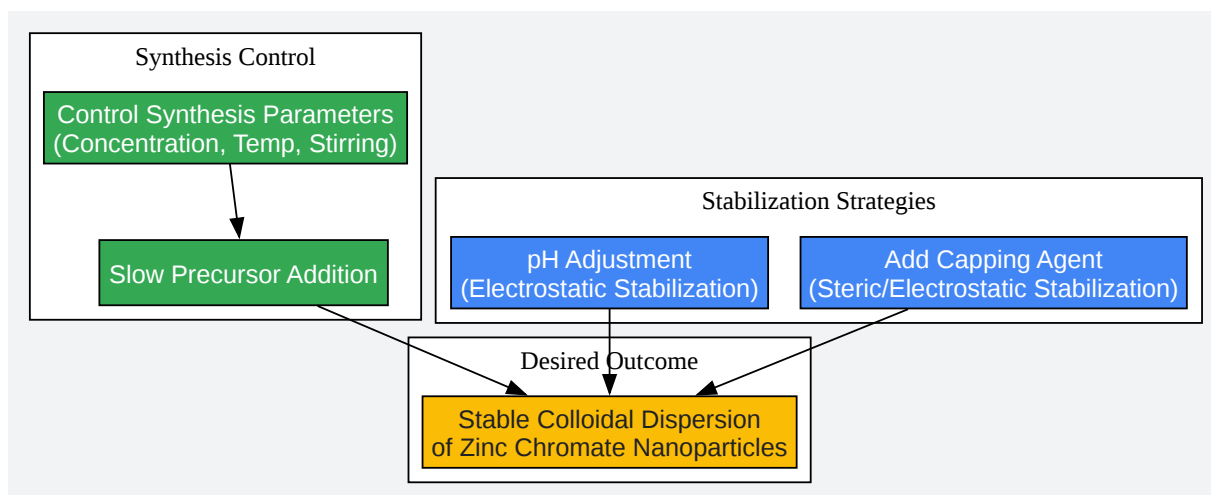 Synthesis Control
Control Synthesis Parameters
(Concentration, Temp, Stirring)
Slow Precursor Addition
Stabilization Strategies
pH Adjustment
(Electrostatic Stabilization)
Add Capping Agent
(Steric/Electrostatic Stabilization)
Desired Outcome
Stable Colloidal Dispersion
of Zinc Chromate Nanoparticles